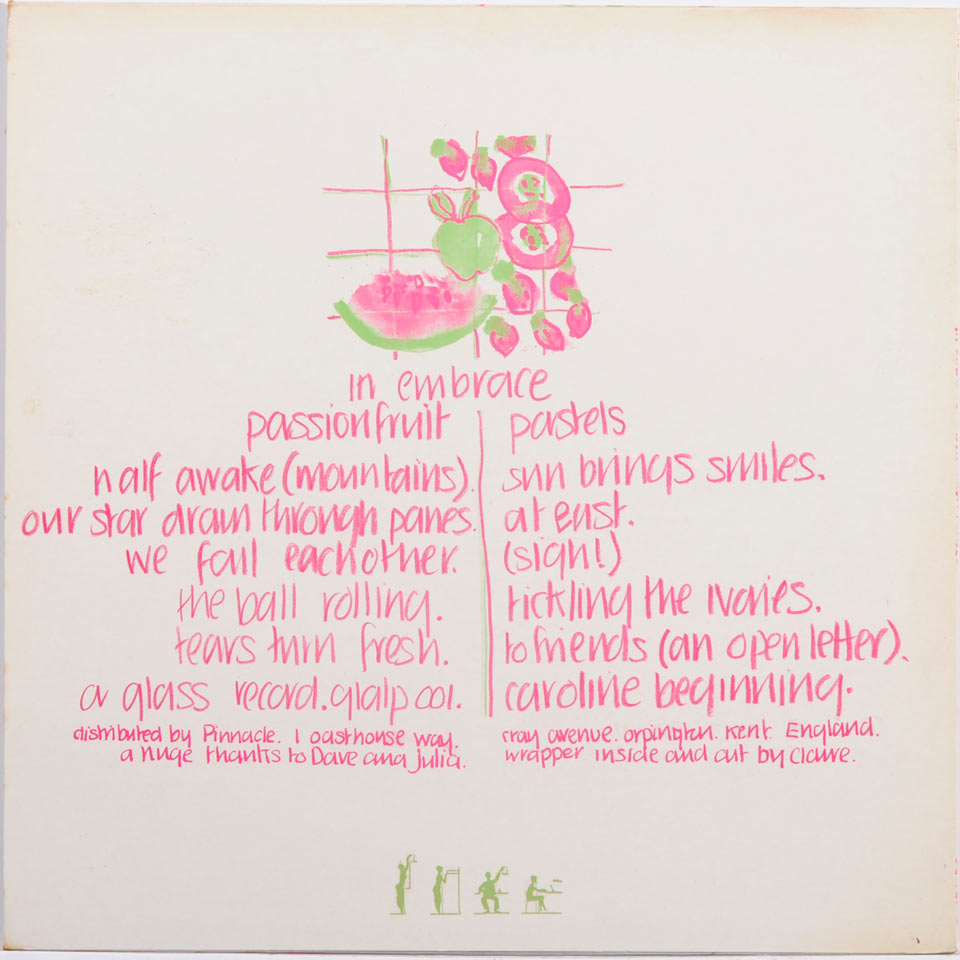 in embrace
passionfruit
half awake (mountains).
our star drawn through panes.
we fail each other.
the ball rolling.
tears turn fresh.
a glass record. glalp 001.
distributed by Pinnacle. 1 oasthouse way.
a huge thanks to Dave and Julia.
pastels
sun brings smiles.
at east.
(sigh!)
tickling the ivories.
to friends (an open letter).
caroline beginning.
cray avenue. orpington. Kent. England.
wrapper inside and out by Claire.